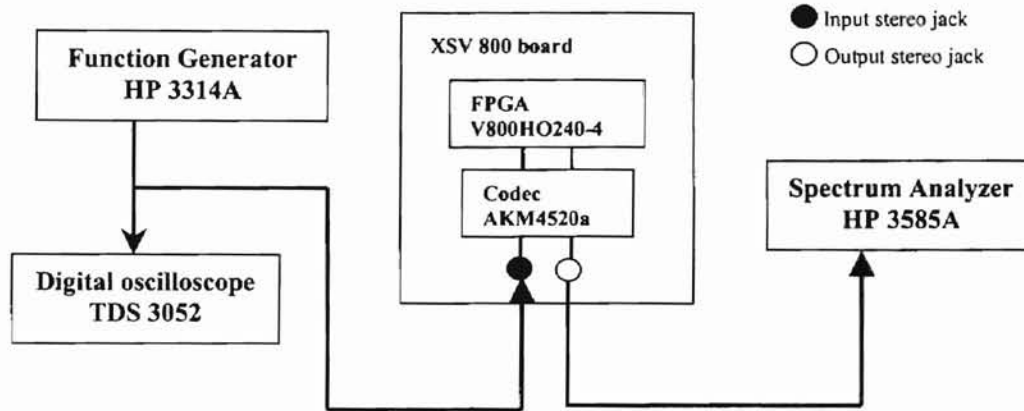 Function Generator
HP 3314A
Digital oscilloscope
TDS 3052
XSV 800 board
FPGA
V800HO240-4
Codec
AKM4520a
Input stereo jack
Output stereo jack
Spectrum Analyzer
HP 3585A